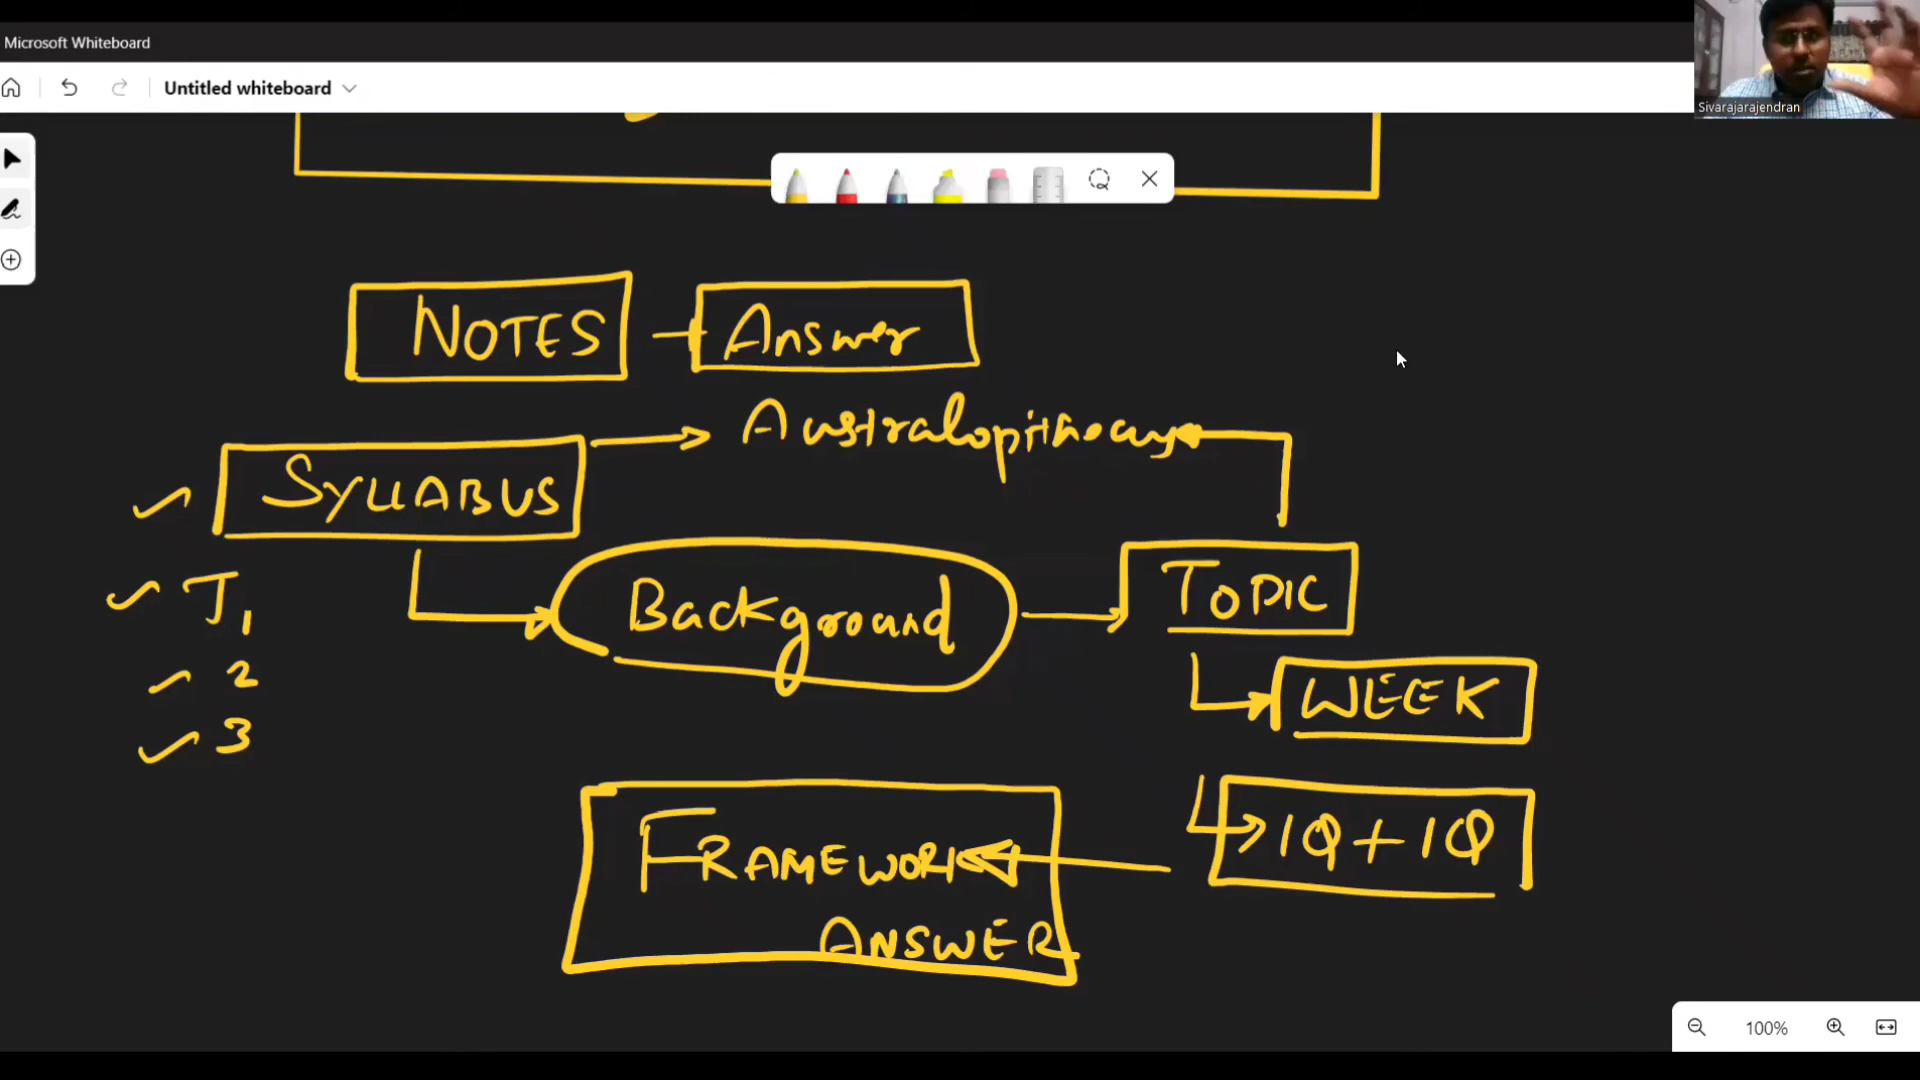 Microsoft Whiteboard
Untitled whiteboard
Sivarajarajendran
NOTES Answer
SYLLABUS
T1
2
3
Background
TOPIC
WEEK
1Q + 1Q
FRAMEWORK
ANSWER
100%